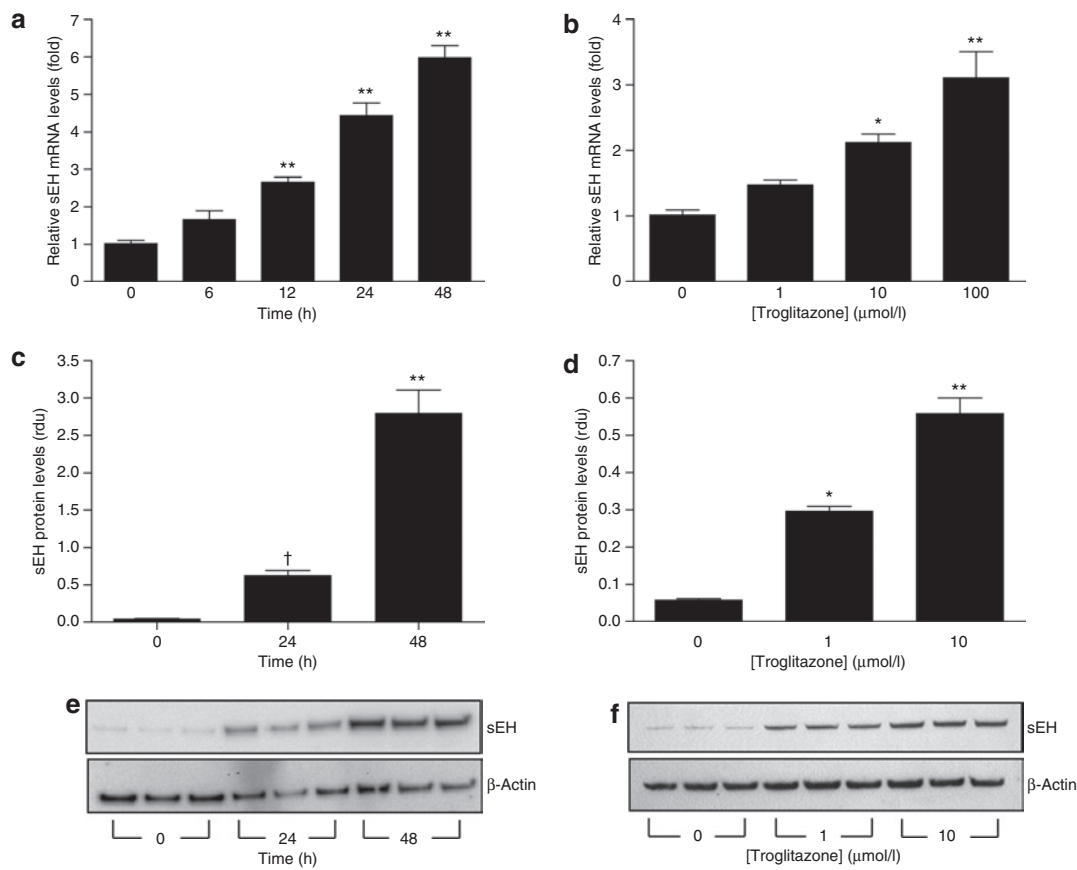 a
Relative sEH mRNA levels (fold)
7
6
5
4
3
2
1
0
**
**
**
0 6 12 24 48
Time (h)
b
Relative sEH mRNA levels (fold)
4
3
2
1
0
*
**
0 1 10 100
[Troglitazone] (μmol/l)
c
sEH protein levels (rdu)
3.5
3.0
2.5
2.0
1.5
1.0
0.5
0.0
†
**
0 24 48
Time (h)
d
sEH protein levels (rdu)
0.7
0.6
0.5
0.4
0.3
0.2
0.1
0.0
*
**
0 1 10
[Troglitazone] (μmol/l)
e
sEH
β-Actin
0 24 48
Time (h)
f
sEH
β-Actin
0 1 10
[Troglitazone] (μmol/l)